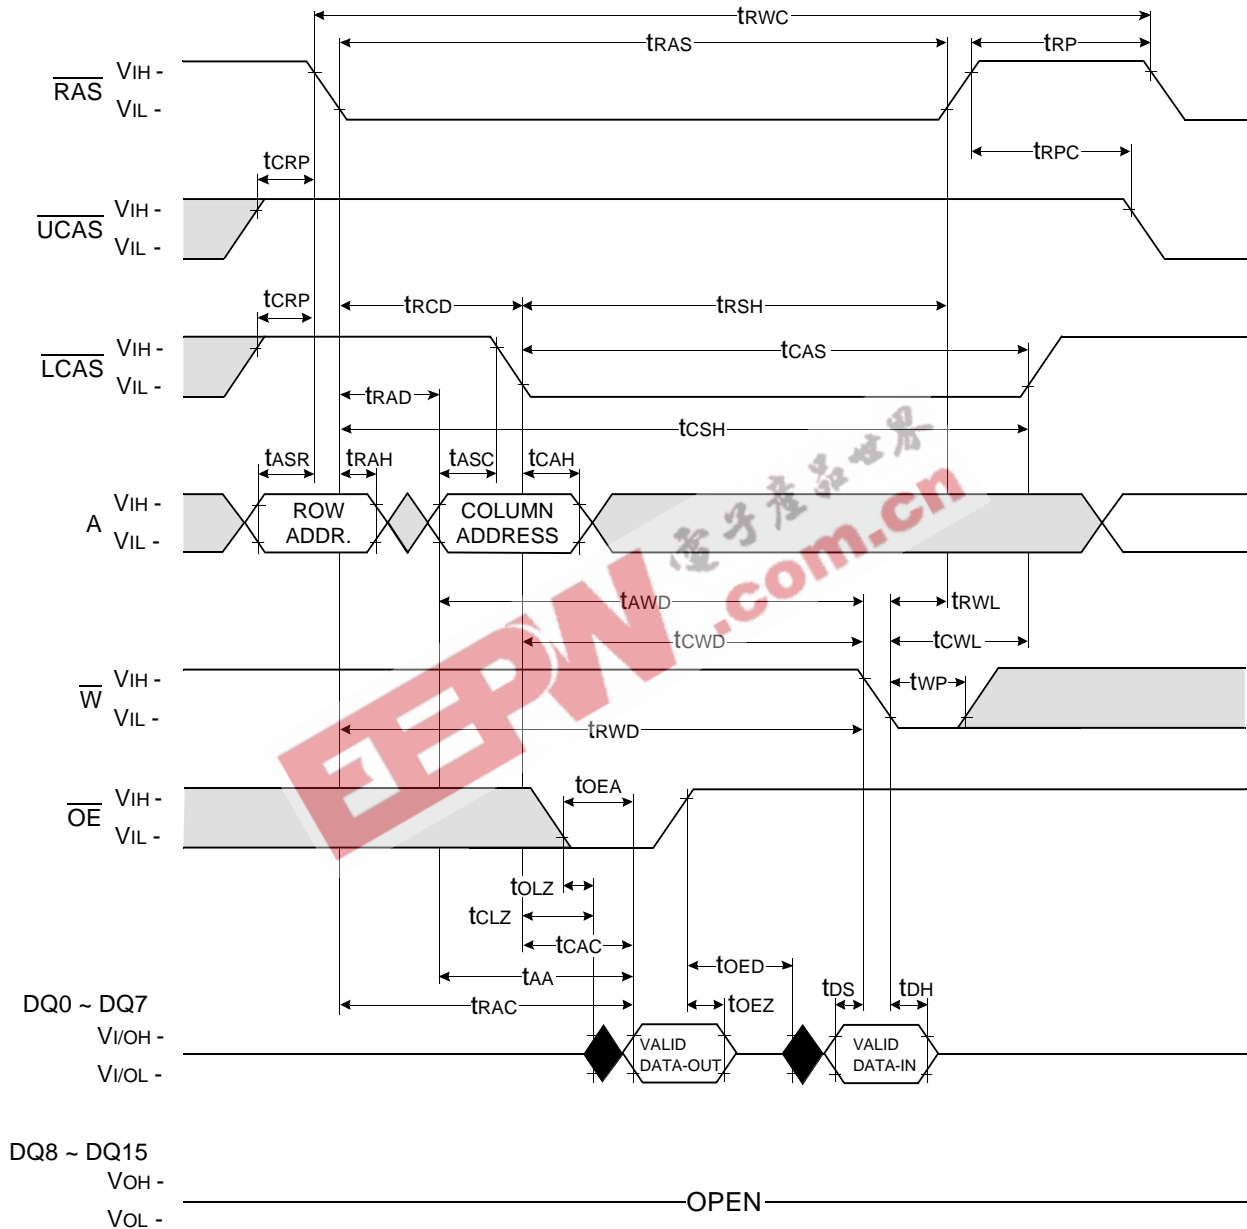 tRWC
tRAS
tRP
RAS
VIH -
VIL -
tCRP
tRPC
UCAS
VIH -
VIL -
tCRP
tRCD
tRSH
LCAS
VIH -
VIL -
tCAS
tRAD
tCSH
tASR
tRAH
tASC
tCAH
A
VIH -
VIL -
ROW
ADDR.
COLUMN
ADDRESS
電子產品世界
EEPW.com.cn
tAWD
tRWL
tCWD
tCWL
W
VIH -
VIL -
tWP
tRWD
OE
VIH -
VIL -
tOEA
tOLZ
tCLZ
tCAC
tOED
tAA
tDS
tDH
tRAC
tOEZ
DQ0 ~ DQ7
VI/OH -
VI/OL -
VALID
DATA-OUT
VALID
DATA-IN
DQ8 ~ DQ15
VOH -
VOL -
OPEN